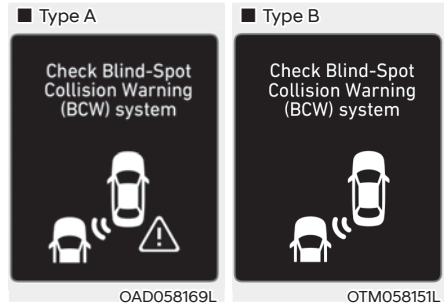 ■ Type A
Check Blind-Spot
Collision Warning
(BCW) system
OAD058169L
■ Type B
Check Blind-Spot
Collision Warning
(BCW) system
OTM058151L